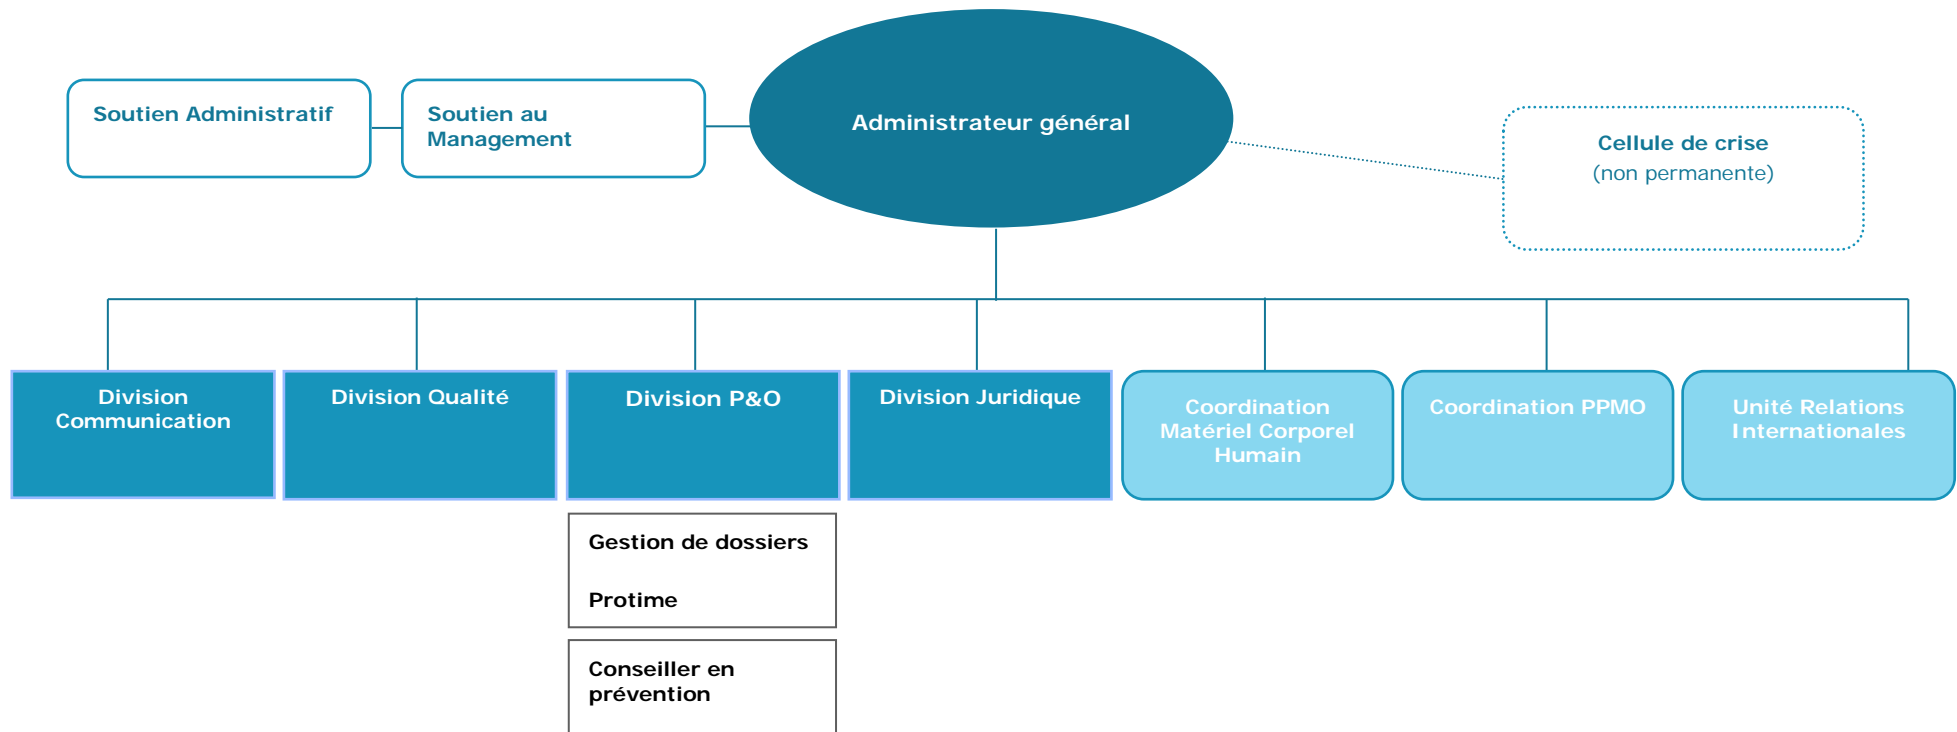 Soutien Administratif
Soutien au
Management
Administrateur général
Cellule de crise
(non permanente)
Division
Communication
Division Qualité
Division P&O
Division Juridique
Coordination
Matériel Corporel
Humain
Coordination PPMO
Unité Relations
Internationales
Gestion de dossiers
Protime
Conseiller en
prévention